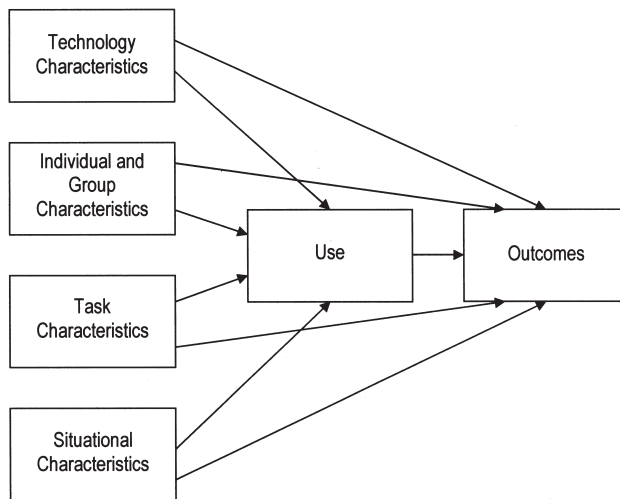 Technology
Characteristics
Individual and
Group
Characteristics
Use
Outcomes
Task
Characteristics
Situational
Characteristics